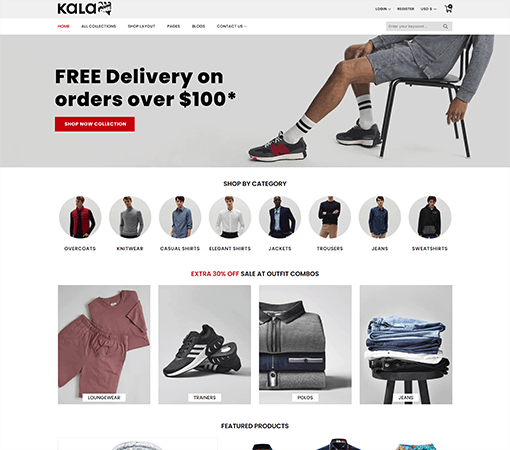 KALA
LOGIN
REGISTER
USD $
0
HOME
ALL COLLECTIONS
SHOP LAYOUT
PAGES
BLOGS
CONTACT US
Enter your keyword ...
FREE Delivery on
orders over $100*
SHOP NOW COLLECTION
SHOP BY CATEGORY
OVERCOATS
KNITWEAR
CASUAL SHIRTS
ELEGANT SHIRTS
JACKETS
TROUSERS
JEANS
SWEATSHIRTS
EXTRA 30% OFF SALE AT OUTFIT COMBOS
LOUNGEWEAR
TRAINERS
POLOS
JEANS
FEATURED PRODUCTS